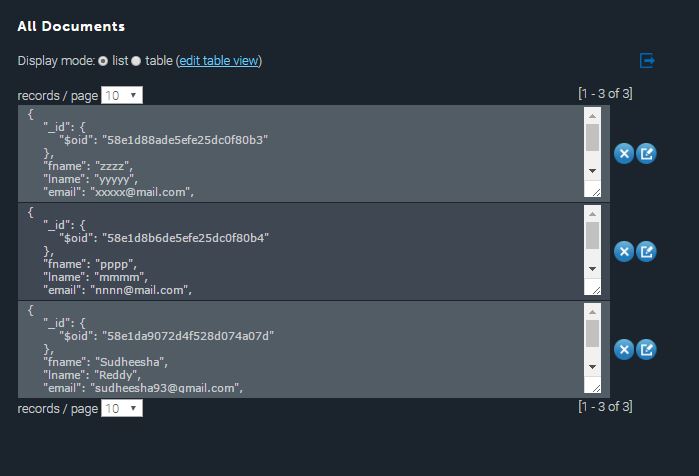 All Documents
Display mode: list table (edit table view)
records / page 10 [1 - 3 of 3]
{
"_id": {
"$oid": "58e1d88ade5efe25dc0f80b3"
},
"fname": "zzzz",
"lname": "yyyyy",
"email": "xxxxx@mail.com",
{
"_id": {
"$oid": "58e1d8b6de5efe25dc0f80b4"
},
"fname": "pppp",
"lname": "mmmm",
"email": "nnnn@mail.com",
{
"_id": {
"$oid": "58e1da9072d4f528d074a07d"
},
"fname": "Sudheesha",
"lname": "Reddy",
"email": "sudheesha93@gmail.com",
records / page 10 [1 - 3 of 3]